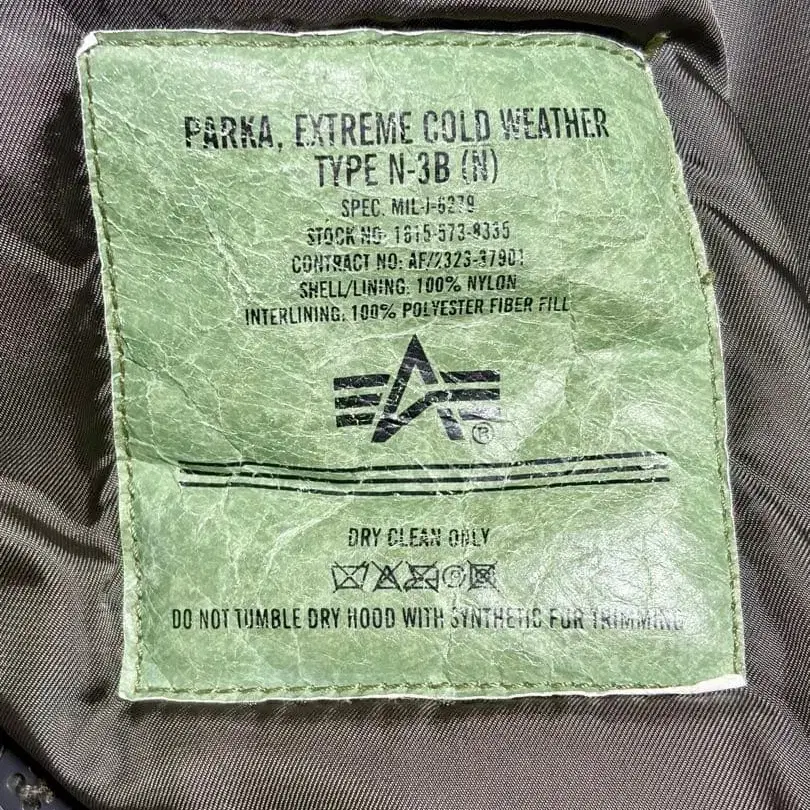 PARKA, EXTREME COLD WEATHER
TYPE N-3B (N)
SPEC. MIL-J-6279
STOCK NO: 1615-573-8335
CONTRACT NO: AF/2323-37901
SHELL/LINING: 100% NYLON
INTERLINING: 100% POLYESTER FIBER FILL
®
DRY CLEAN ONLY
DO NOT TUMBLE DRY HOOD WITH SYNTHETIC FUR TRIMMING